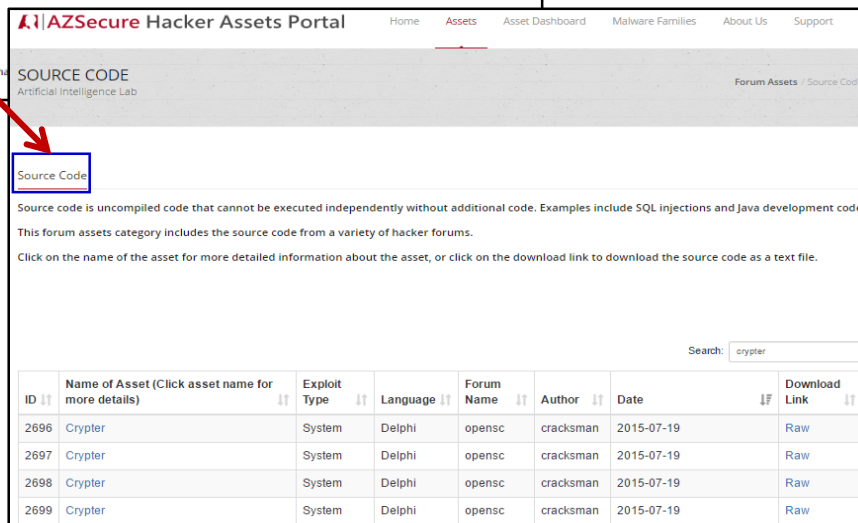 AZSecure Hacker Assets Portal
Home Assets Asset Dashboard Malware Families About Us Support
SOURCE CODE
Artificial Intelligence Lab
Forum Assets / Source Cod
Source Code
Source code is uncompiled code that cannot be executed independently without additional code. Examples include SQL injections and Java development code
This forum assets category includes the source code from a variety of hacker forums.
Click on the name of the asset for more detailed information about the asset, or click on the download link to download the source code as a text file.
Search: crypter
ID Name of Asset (Click asset name for more details) Exploit Type Language Forum Name Author Date Download Link
2696 Crypter System Delphi opensc cracksman 2015-07-19 Raw
2697 Crypter System Delphi opensc cracksman 2015-07-19 Raw
2698 Crypter System Delphi opensc cracksman 2015-07-19 Raw
2699 Crypter System Delphi opensc cracksman 2015-07-19 Raw